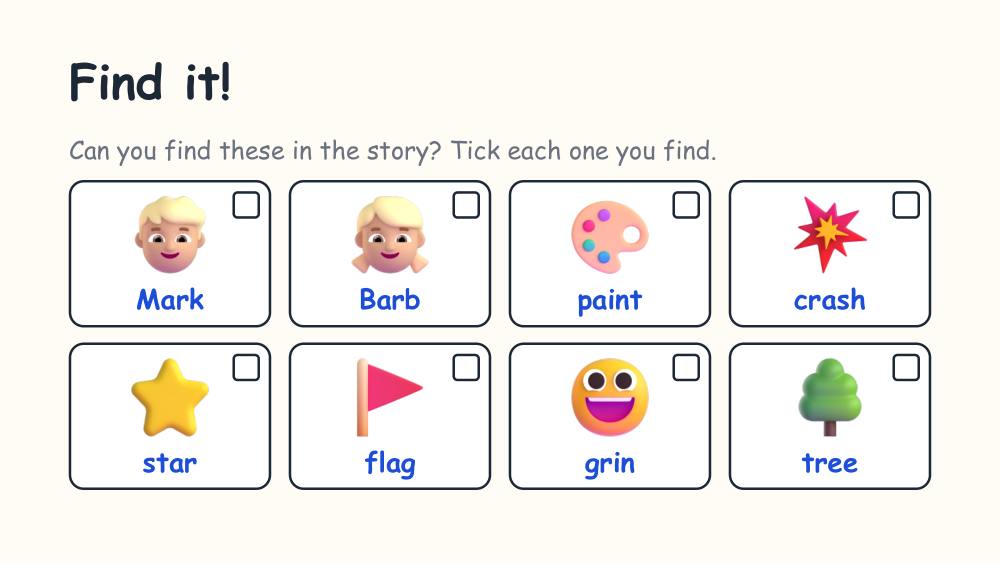 Find it!
Can you find these in the story? Tick each one you find.
Mark
Barb
paint
crash
star
flag
grin
tree